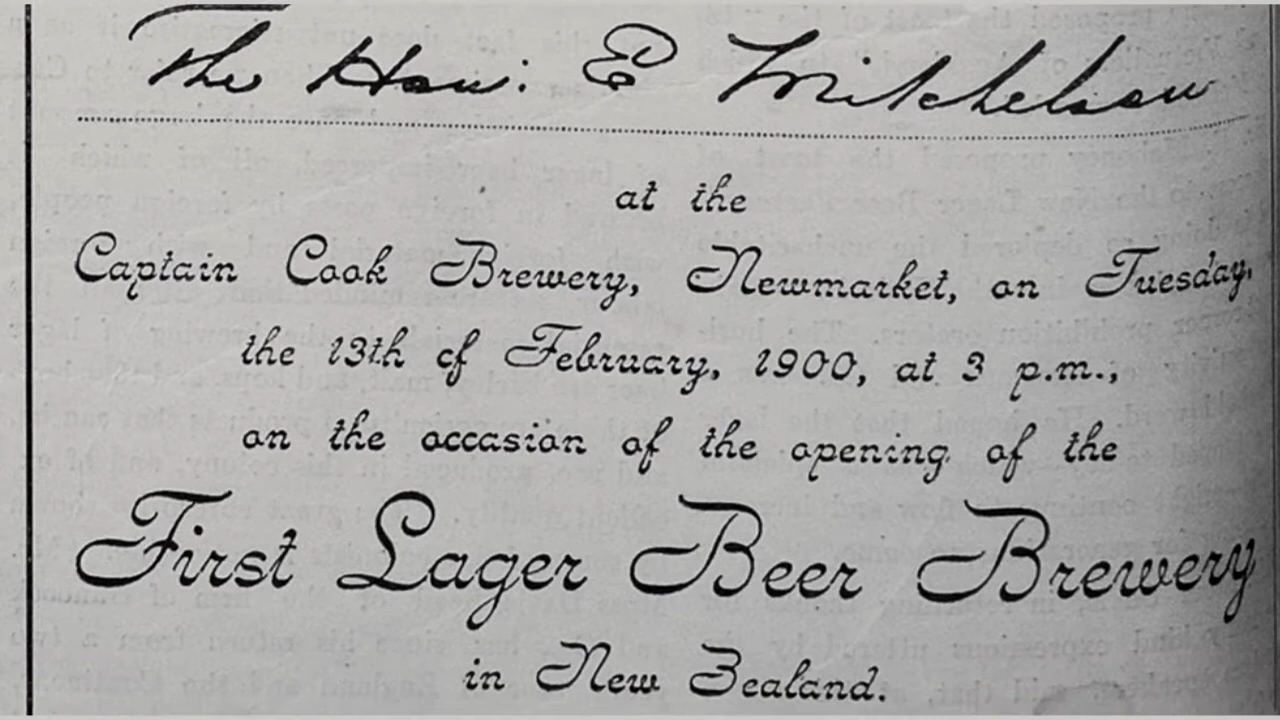 The Hon. E Mitchelson
at the
Captain Cook Brewery, Newmarket, on Tuesday,
the 13th of February, 1900, at 3 p.m.,
on the occasion of the opening of the
First Lager Beer Brewery
in New Zealand.